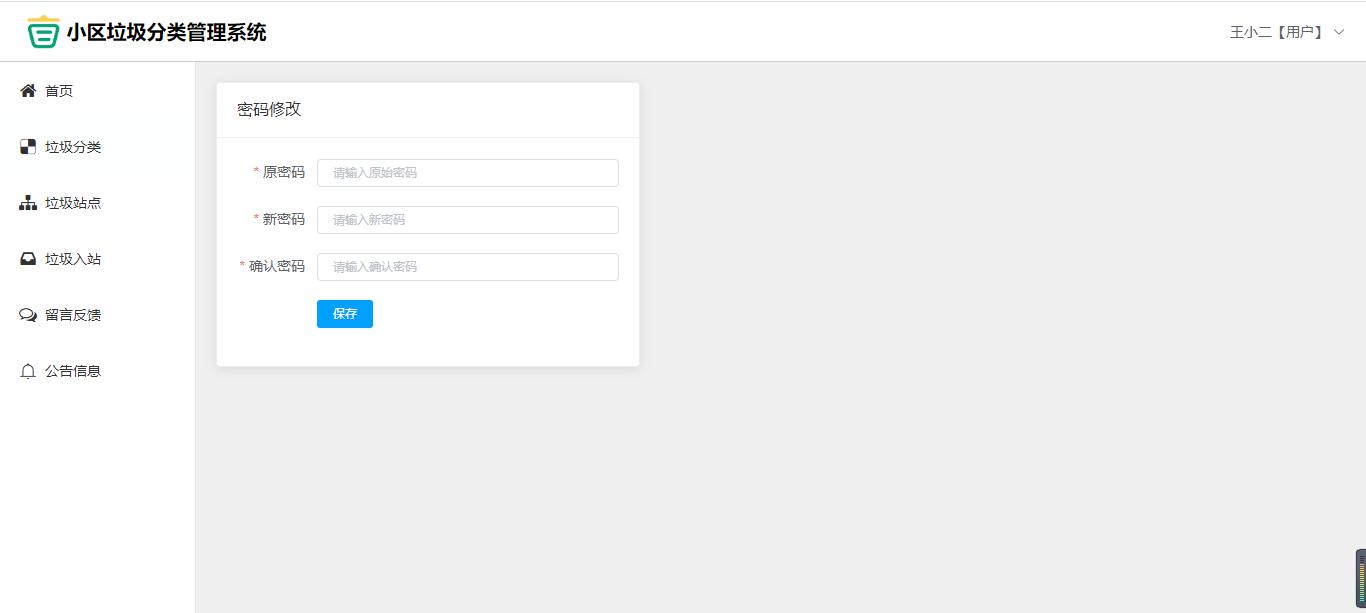 小区垃圾分类管理系统
王小二【用户】
首页
垃圾分类
垃圾站点
垃圾入站
留言反馈
公告信息
密码修改
* 原密码 请输入原始密码
* 新密码 请输入新密码
* 确认密码 请输入确认密码
保存